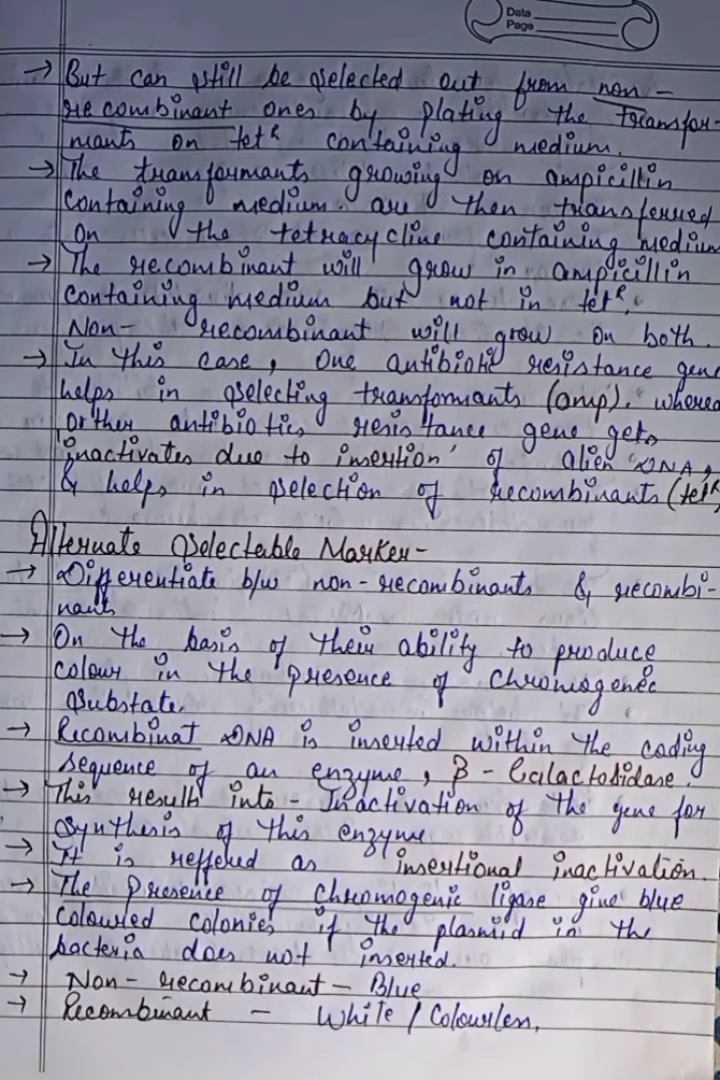 Date
Page
→ But can still be selected out from non-
recombinant ones by plating the transfor-
mants on tetᴿ containing medium.
→ The transformants growing on ampicillin
containing medium are then transferred
on the tetracycline containing medium
→ The recombinant will grow in ampicillin
containing medium but not in tetᴿ.
Non- recombinant will grow on both.
→ In this case, one antibiotic resistance gene
helps in selecting transformants (amp). wherea
orther antibiotics resistance gene gets
inactivates due to insertion of alien DNA,
& helps in selection of recombinants (tetᴿ
Alternate Selectable Marker-
→ Differentiate b/w non-recombinants & recombi-
nant.
→ On the basis of their ability to produce
colour in the presence of chromogenec
substate.
→ Recombinat DNA is inserted within the coding
sequence of an enzyme, β - Galactosidase.
→ This result into - Inactivation of the gene for
synthesis of this enzyme
→ It is reffered as insertional inactivation.
→ The Presence of chromogenic ligase give blue
coloured colonies if the plasmid in the
bacteria does not inserted.
→ Non-recombinant - Blue
→ Recombinant - White / Colourless,